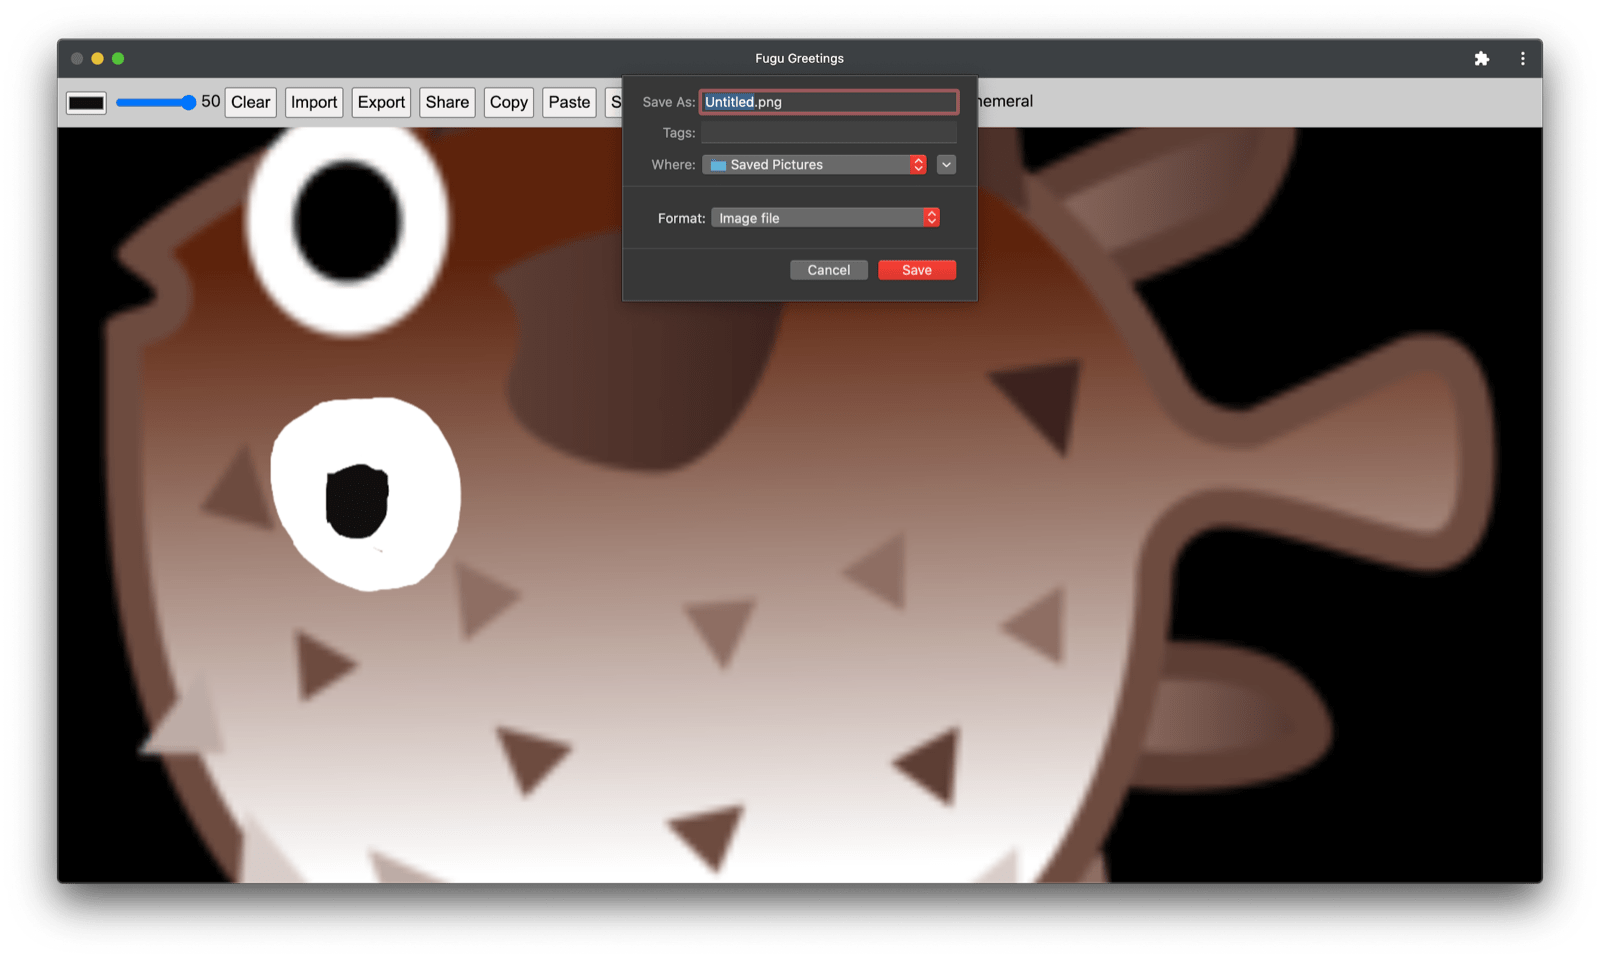 Fugu Greetings
50 Clear Import Export Share Copy Paste
Save As: Untitled.png
Tags:
Where: Saved Pictures
Format: Image file
Cancel Save